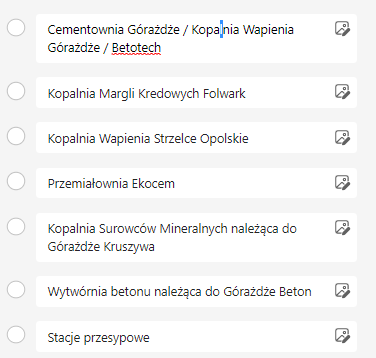 Cementownia Górażdże / Kopalnia Wapienia
Górażdże / Betotech
Kopalnia Margli Kredowych Folwark
Kopalnia Wapienia Strzelce Opolskie
Przemiałownia Ekocem
Kopalnia Surowców Mineralnych należąca do
Górażdże Kruszywa
Wytwórnia betonu należąca do Górażdże Beton
Stacje przesypowe